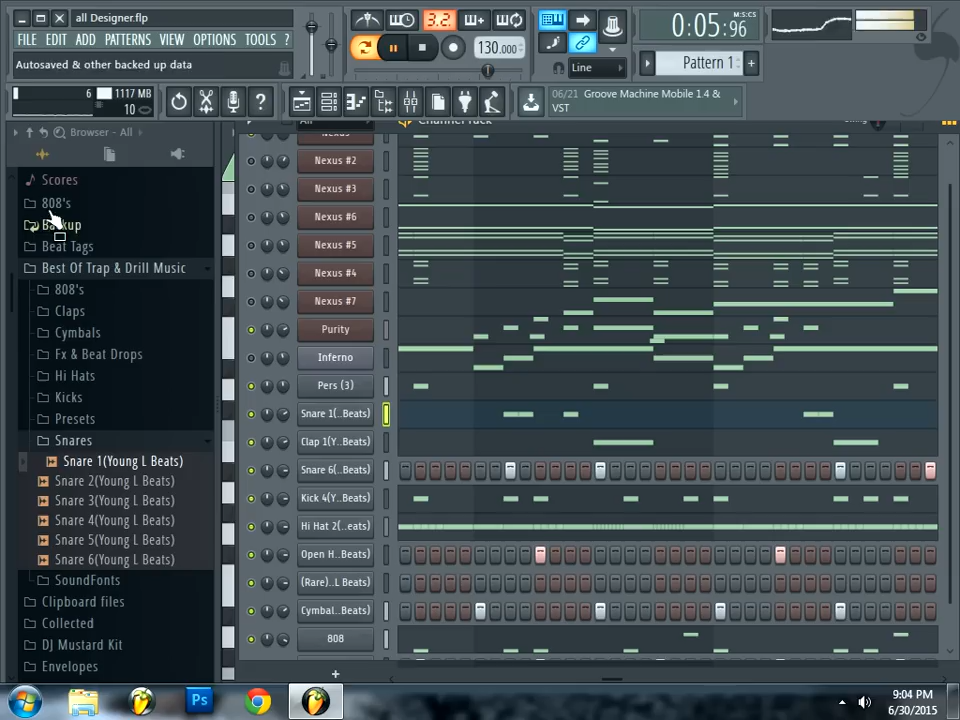 all Designer.flp
FILE EDIT ADD PATTERNS VIEW OPTIONS TOOLS ?
Autosaved & other backed up data
6 1117 MB
10
3.2
130.000
Line
0:05:96
M:S:CS
Pattern 1
06/21 Groove Machine Mobile 1.4 &
VST
Browser - All
Scores
808's
Backup
Beat Tags
Best Of Trap & Drill Music
808's
Claps
Cymbals
Fx & Beat Drops
Hi Hats
Kicks
Presets
Snares
Snare 1(Young L Beats)
Snare 2(Young L Beats)
Snare 3(Young L Beats)
Snare 4(Young L Beats)
Snare 5(Young L Beats)
Snare 6(Young L Beats)
SoundFonts
Clipboard files
Collected
DJ Mustard Kit
Envelopes
All
Channel rack
Swing
Nexus
Nexus #2
Nexus #3
Nexus #6
Nexus #5
Nexus #4
Nexus #7
Purity
Inferno
Pers (3)
Snare 1(..Beats)
Clap 1(Y..Beats)
Snare 6(..Beats)
Kick 4(Y..Beats)
Hi Hat 2(..eats)
Open H..Beats)
(Rare)..L Beats)
Cymbal..Beats)
808
+
Ps
9:04 PM
6/30/2015